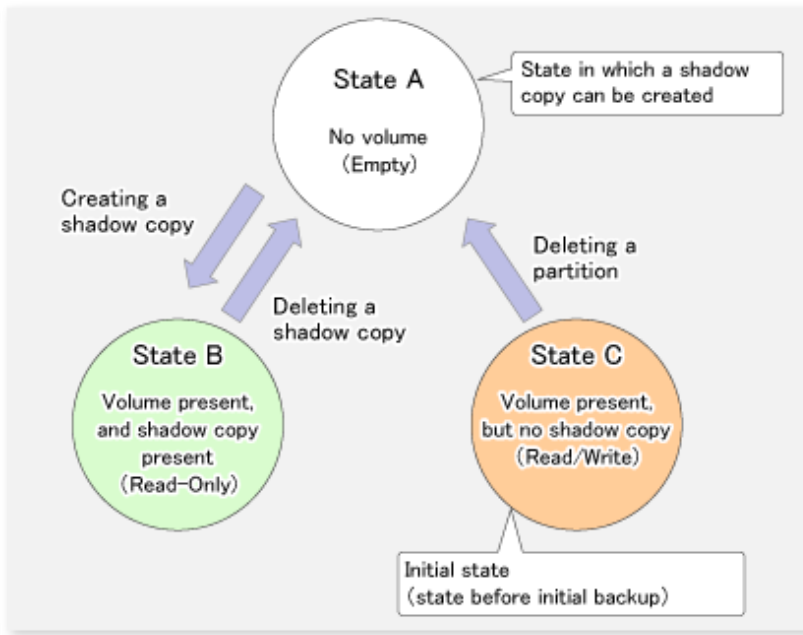 State A
No volume
(Empty)
State in which a shadow
copy can be created
Creating a
shadow copy
Deleting a
shadow copy
Deleting a
partition
State B
Volume present,
and shadow copy
present
(Read-Only)
State C
Volume present,
but no shadow copy
(Read/Write)
Initial state
(state before initial backup)